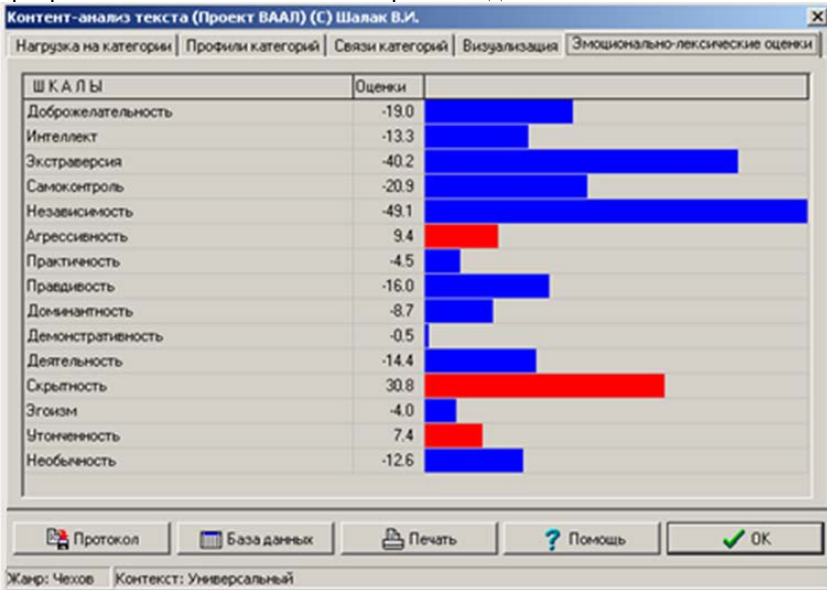 Контент-анализ текста (Проект ВААЛ) (С) Шалак В.И.
Нагрузка на категории Профили категорий Связи категорий Визуализация Эмоционально-лексические оценки
ШКАЛЫ Оценки
Доброжелательность -19.0
Интеллект -13.3
Экстраверсия -40.2
Самоконтроль -20.9
Независимость -49.1
Агрессивность 9.4
Практичность -4.5
Правдивость -16.0
Доминантность -8.7
Демонстративность -0.5
Деятельность -14.4
Скрытность 30.8
Эгоизм -4.0
Утонченность 7.4
Необычность -12.6
Протокол База данных Печать ? Помощь OK
Жанр: Чехов Контекст: Универсальный